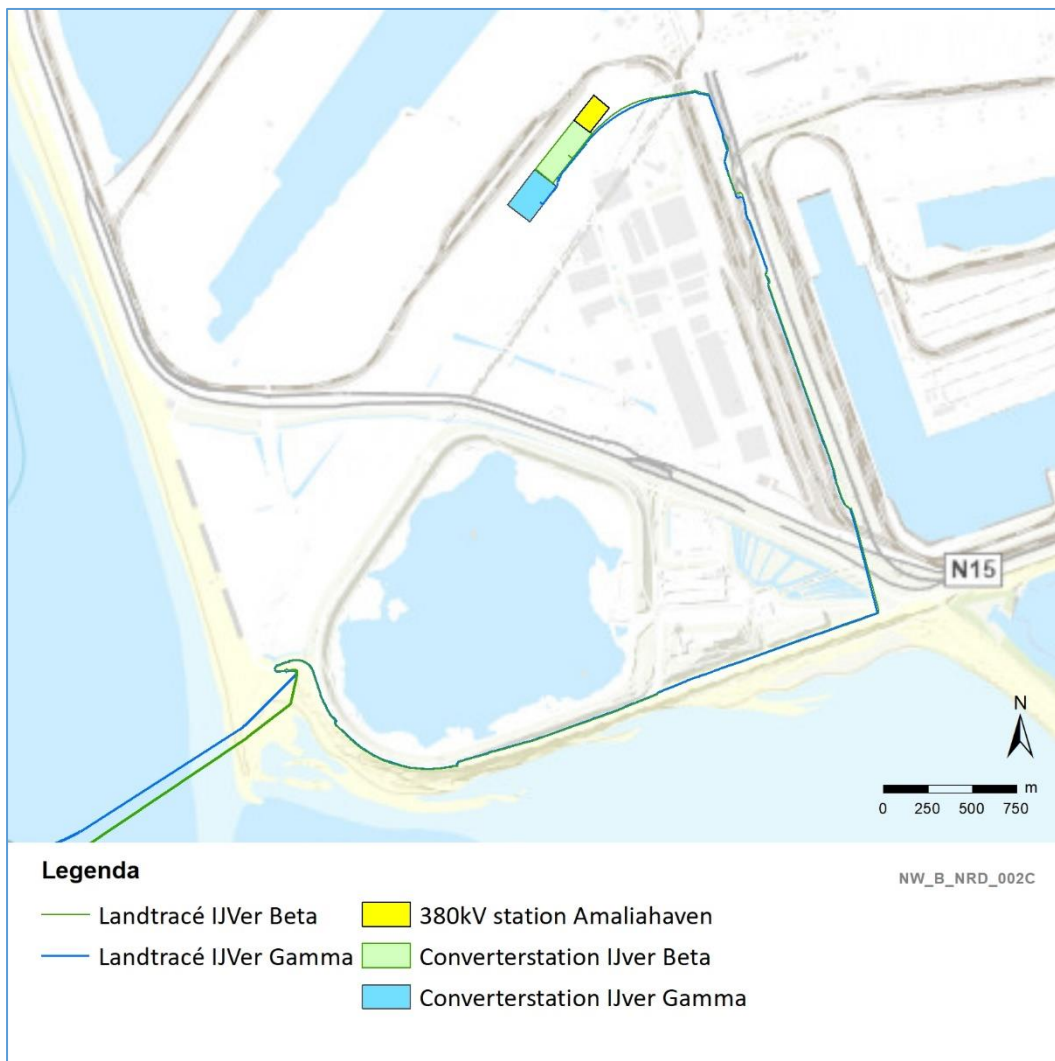 N15
N
m
0 250 500 750
Legenda
NW_B_NRD_002C
Landtracé IJVer Beta
380kV station Amaliahaven
Landtracé IJVer Gamma
Converterstation IJver Beta
Converterstation IJver Gamma